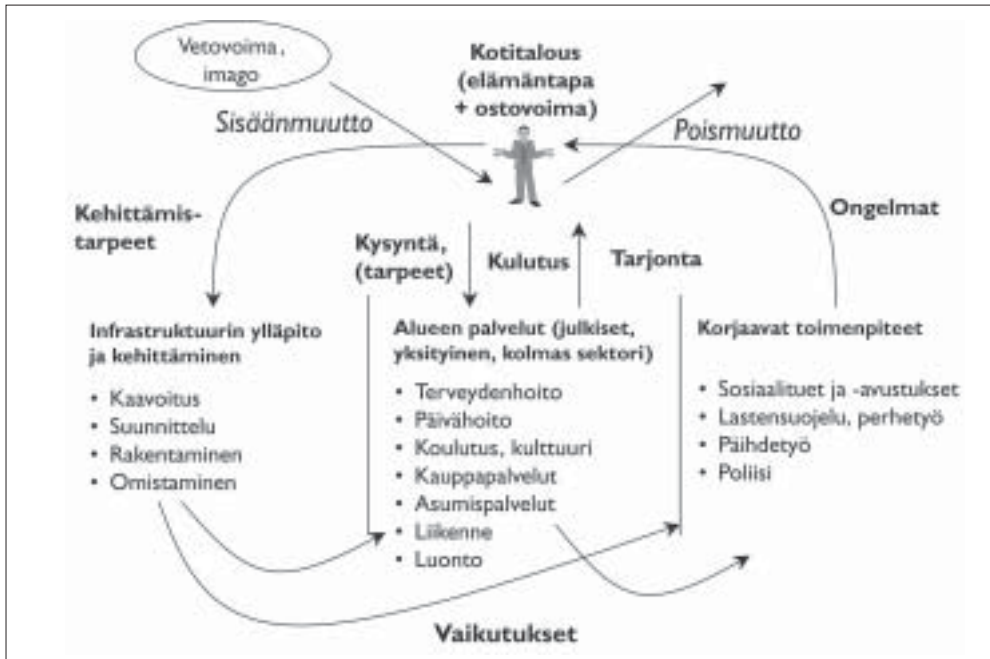 Vetovoima,
imago
Kotitalous
(elämäntapa
+ ostovoima)
Sisäänmuutto
Poismuutto
Kehittämis-
tarpeet
Ongelmat
Kysyntä,
(tarpeet)
Kulutus
Tarjonta
Infrastruktuurin ylläpito
ja kehittäminen
• Kaavoitus
• Suunnittelu
• Rakentaminen
• Omistaminen
Alueen palvelut (julkiset,
yksityinen, kolmas sektori)
• Terveydenhoito
• Päivähoito
• Koulutus, kulttuuri
• Kauppapalvelut
• Asumispalvelut
• Liikenne
• Luonto
Korjaavat toimenpiteet
• Sosiaalituet ja -avustukset
• Lastensuojelu, perhetyö
• Päihdetyö
• Poliisi
Vaikutukset